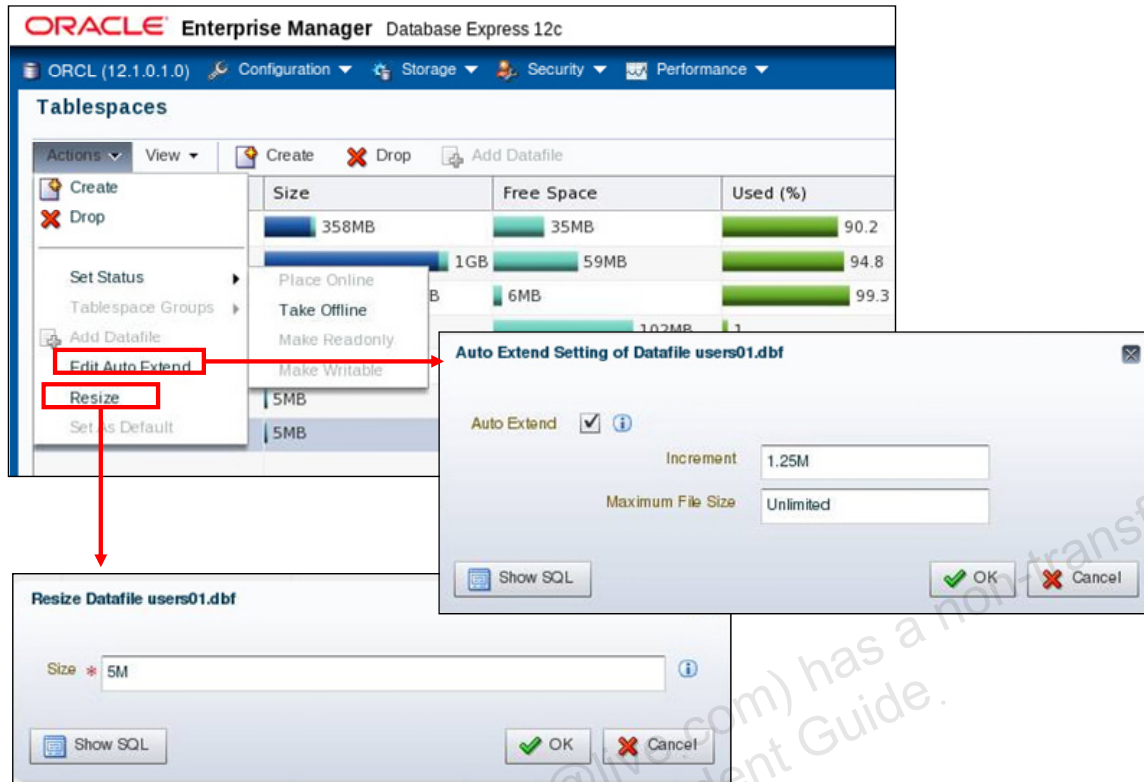 ORACLE Enterprise Manager Database Express 12c
ORCL (12.1.0.1.0) Configuration Storage Security Performance
Tablespaces
Actions View Create Drop Add Datafile
Create
Drop
Set Status
Tablespace Groups
Add Datafile
Edit Auto Extend
Resize
Set As Default
Place Online
Take Offline
Make Readonly
Make Writable
Size Free Space Used (%)
358MB 35MB 90.2
1GB 59MB 94.8
B 6MB 99.3
102MB 1
5MB
5MB
Auto Extend Setting of Datafile users01.dbf
Auto Extend
Increment 1.25M
Maximum File Size Unlimited
Show SQL OK Cancel
Resize Datafile users01.dbf
Size * 5M
Show SQL OK Cancel
com) has a non-transf
Guide.